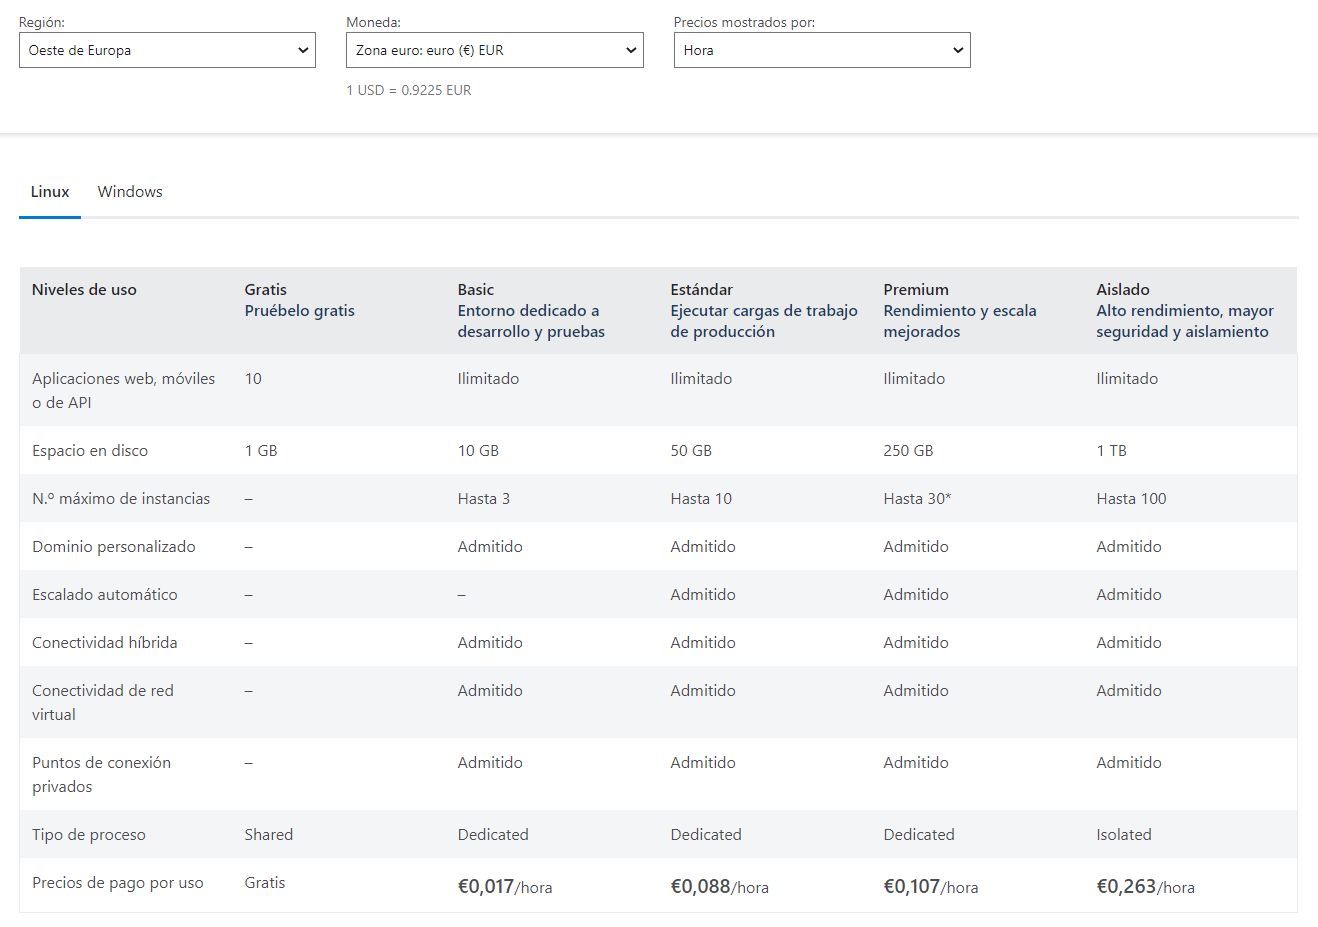 Región:
Moneda:
Precios mostrados por:
Oeste de Europa
Zona euro: euro (€) EUR
Hora
1 USD = 0.9225 EUR
Linux
Windows
Niveles de uso
Gratis
Pruébelo gratis
Basic
Entorno dedicado a
desarrollo y pruebas
Estándar
Ejecutar cargas de trabajo
de producción
Premium
Rendimiento y escala
mejorados
Aislado
Alto rendimiento, mayor
seguridad y aislamiento
Aplicaciones web, móviles
o de API
10
Ilimitado
Ilimitado
Ilimitado
Ilimitado
Espacio en disco
1 GB
10 GB
50 GB
250 GB
1 TB
N.º máximo de instancias
–
Hasta 3
Hasta 10
Hasta 30*
Hasta 100
Dominio personalizado
–
Admitido
Admitido
Admitido
Admitido
Escalado automático
–
–
Admitido
Admitido
Admitido
Conectividad híbrida
–
Admitido
Admitido
Admitido
Admitido
Conectividad de red
virtual
–
Admitido
Admitido
Admitido
Admitido
Puntos de conexión
privados
–
Admitido
Admitido
Admitido
Admitido
Tipo de proceso
Shared
Dedicated
Dedicated
Dedicated
Isolated
Precios de pago por uso
Gratis
€0,017/hora
€0,088/hora
€0,107/hora
€0,263/hora